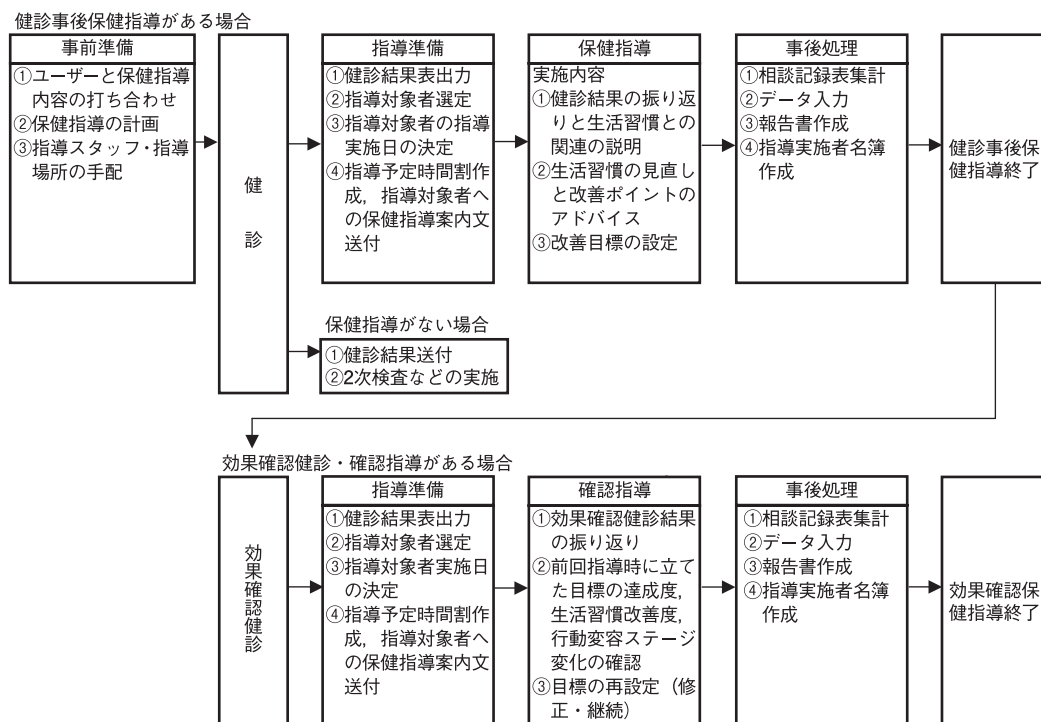 健診事後保健指導がある場合
事前準備
①ユーザーと保健指導
内容の打ち合わせ
②保健指導の計画
③指導スタッフ・指導
場所の手配
健
診
指導準備
①健診結果表出力
②指導対象者選定
③指導対象者の指導
実施日の決定
④指導予定時間割作
成，指導対象者へ
の保健指導案内文
送付
保健指導
実施内容
①健診結果の振り返
りと生活習慣との
関連の説明
②生活習慣の見直し
と改善ポイントの
アドバイス
③改善目標の設定
事後処理
①相談記録表集計
②データ入力
③報告書作成
④指導実施者名簿
作成
健診事後保
健指導終了
保健指導がない場合
①健診結果送付
②2次検査などの実施
効果確認健診・確認指導がある場合
効果確認健診
指導準備
①健診結果表出力
②指導対象者選定
③指導対象者実施日
の決定
④指導予定時間割作
成，指導対象者へ
の保健指導案内文
送付
確認指導
①効果確認健診結果
の振り返り
②前回指導時に立て
た目標の達成度，
生活習慣改善度，
行動変容ステージ
変化の確認
③目標の再設定（修
正・継続）
事後処理
①相談記録表集計
②データ入力
③報告書作成
④指導実施者名簿
作成
効果確認保
健指導終了